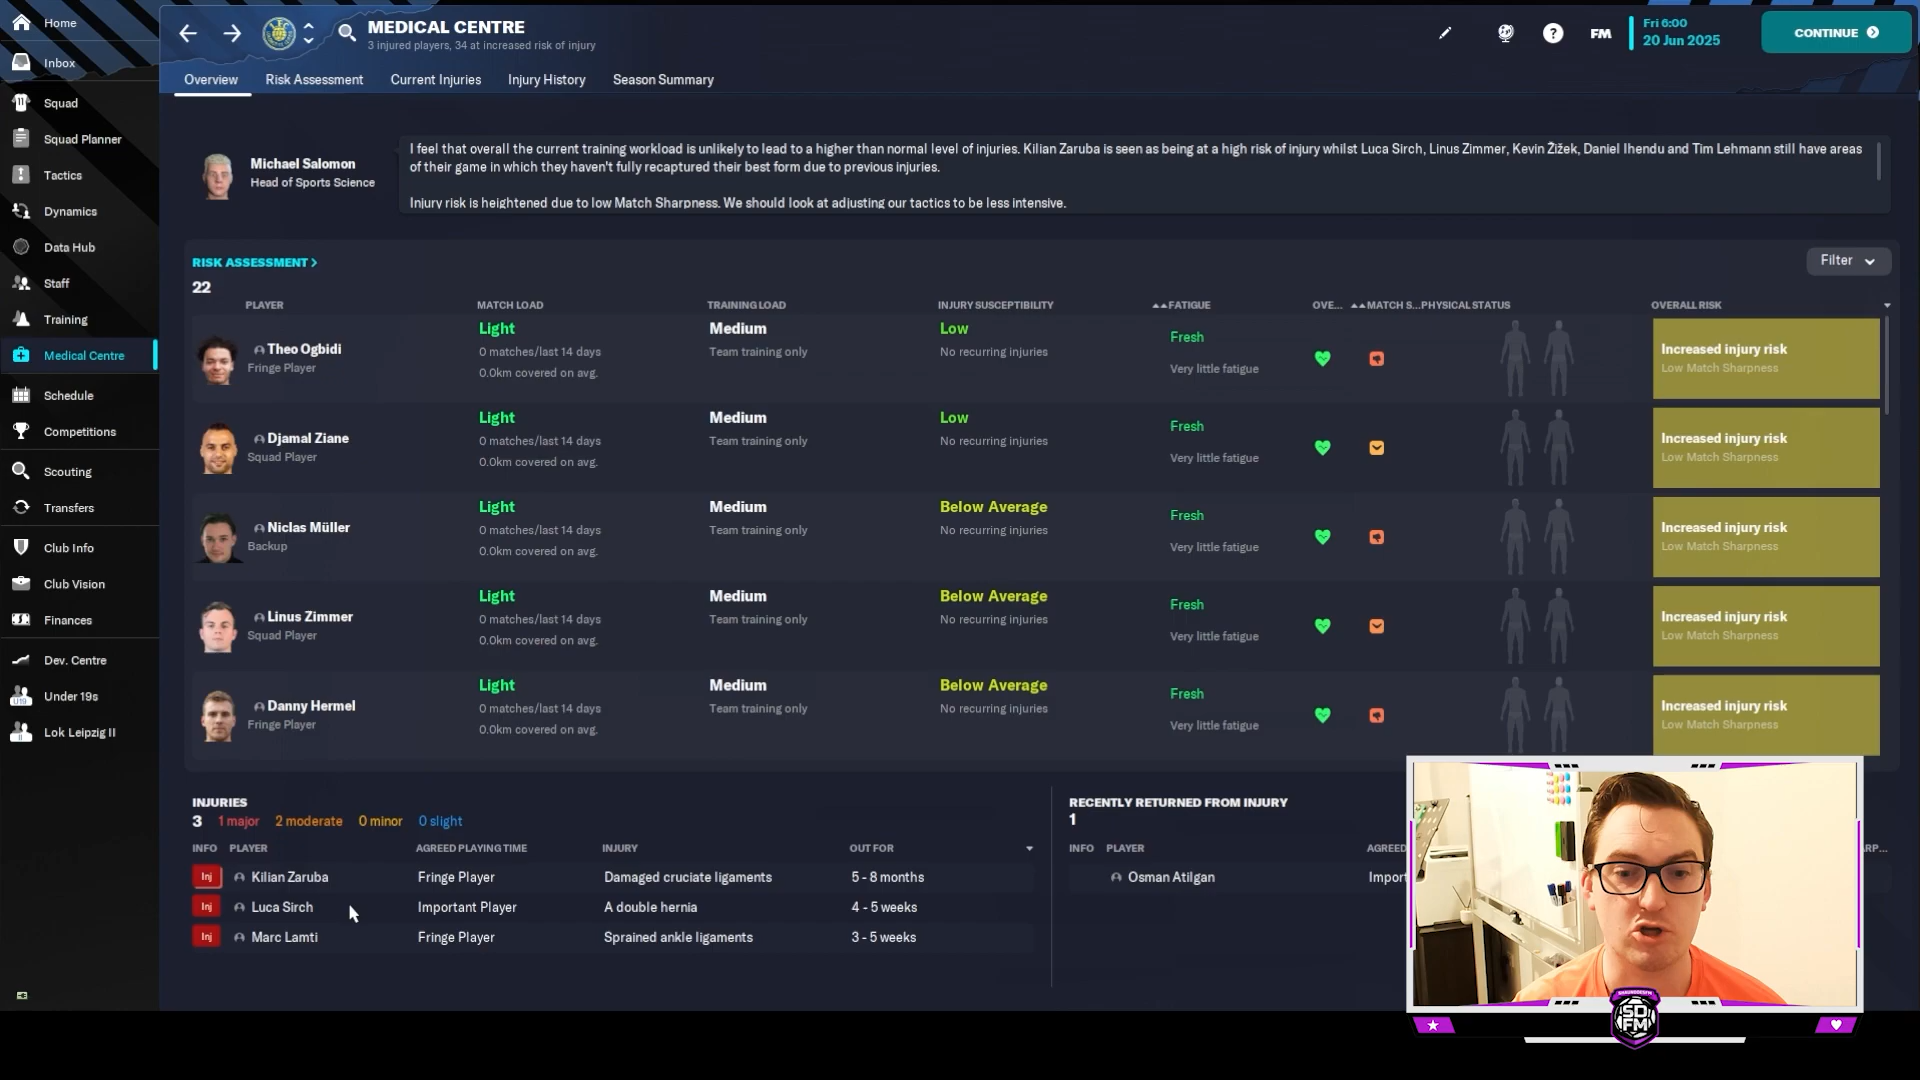 Home
Inbox
Squad
Squad Planner
Tactics
Dynamics
Data Hub
Staff
Training
Medical Centre
Schedule
Competitions
Scouting
Transfers
Club Info
Club Vision
Finances
Dev. Centre
Under 19s
Lok Leipzig II
MEDICAL CENTRE
3 injured players, 34 at increased risk of injury
FM
Fri 6:00
20 Jun 2025
CONTINUE
Overview Risk Assessment Current Injuries Injury History Season Summary
Michael Salomon
Head of Sports Science
I feel that overall the current training workload is unlikely to lead to a higher than normal level of injuries. Kilian Zaruba is seen as being at a high risk of injury whilst Luca Sirch, Linus Zimmer, Kevin Žižek, Daniel Ihendu and Tim Lehmann still have areas
of their game in which they haven't fully recaptured their best form due to previous injuries.
Injury risk is heightened due to low Match Sharpness. We should look at adjusting our tactics to be less intensive.
RISK ASSESSMENT >
22
Filter
PLAYER MATCH LOAD TRAINING LOAD INJURY SUSCEPTIBILITY FATIGUE OVE... MATCH S... PHYSICAL STATUS OVERALL RISK
Theo Ogbidi
Fringe Player
Light
0 matches/last 14 days
0.0km covered on avg.
Medium
Team training only
Low
No recurring injuries
Fresh
Very little fatigue
Increased injury risk
Low Match Sharpness
Djamal Ziane
Squad Player
Light
0 matches/last 14 days
0.0km covered on avg.
Medium
Team training only
Low
No recurring injuries
Fresh
Very little fatigue
Increased injury risk
Low Match Sharpness
Niclas Müller
Backup
Light
0 matches/last 14 days
0.0km covered on avg.
Medium
Team training only
Below Average
No recurring injuries
Fresh
Very little fatigue
Increased injury risk
Low Match Sharpness
Linus Zimmer
Squad Player
Light
0 matches/last 14 days
0.0km covered on avg.
Medium
Team training only
Below Average
No recurring injuries
Fresh
Very little fatigue
Increased injury risk
Low Match Sharpness
Danny Hermel
Fringe Player
Light
0 matches/last 14 days
0.0km covered on avg.
Medium
Team training only
Below Average
No recurring injuries
Fresh
Very little fatigue
Increased injury risk
Low Match Sharpness
INJURIES
3 1 major 2 moderate 0 minor 0 slight
INFO PLAYER AGREED PLAYING TIME INJURY OUT FOR
Inj Kilian Zaruba Fringe Player Damaged cruciate ligaments 5 - 8 months
Inj Luca Sirch Important Player A double hernia 4 - 5 weeks
Inj Marc Lamti Fringe Player Sprained ankle ligaments 3 - 5 weeks
RECENTLY RETURNED FROM INJURY
1
INFO PLAYER AGREED ARP...
Osman Atilgan Import
SD
FM